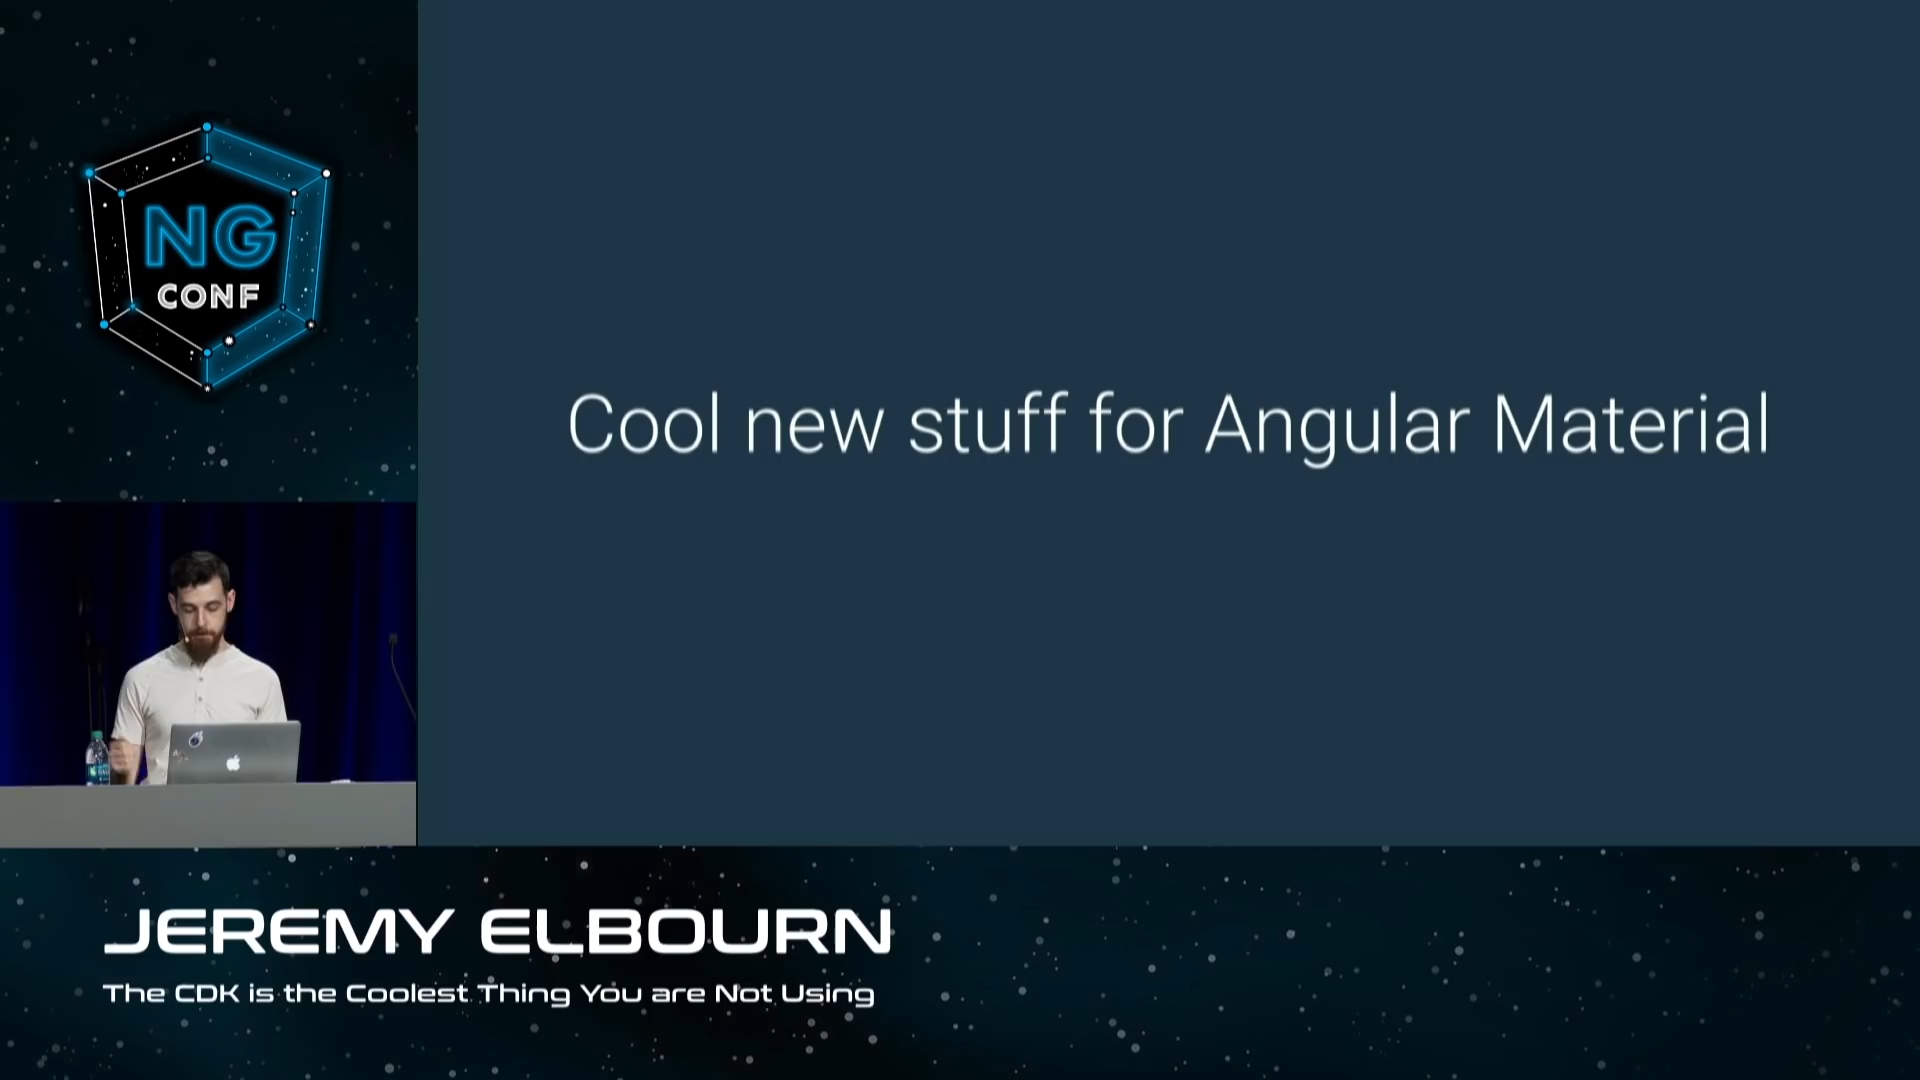 NG
CONF
Cool new stuff for Angular Material
JEREMY ELBOURN
The CDK is the Coolest Thing You are Not Using